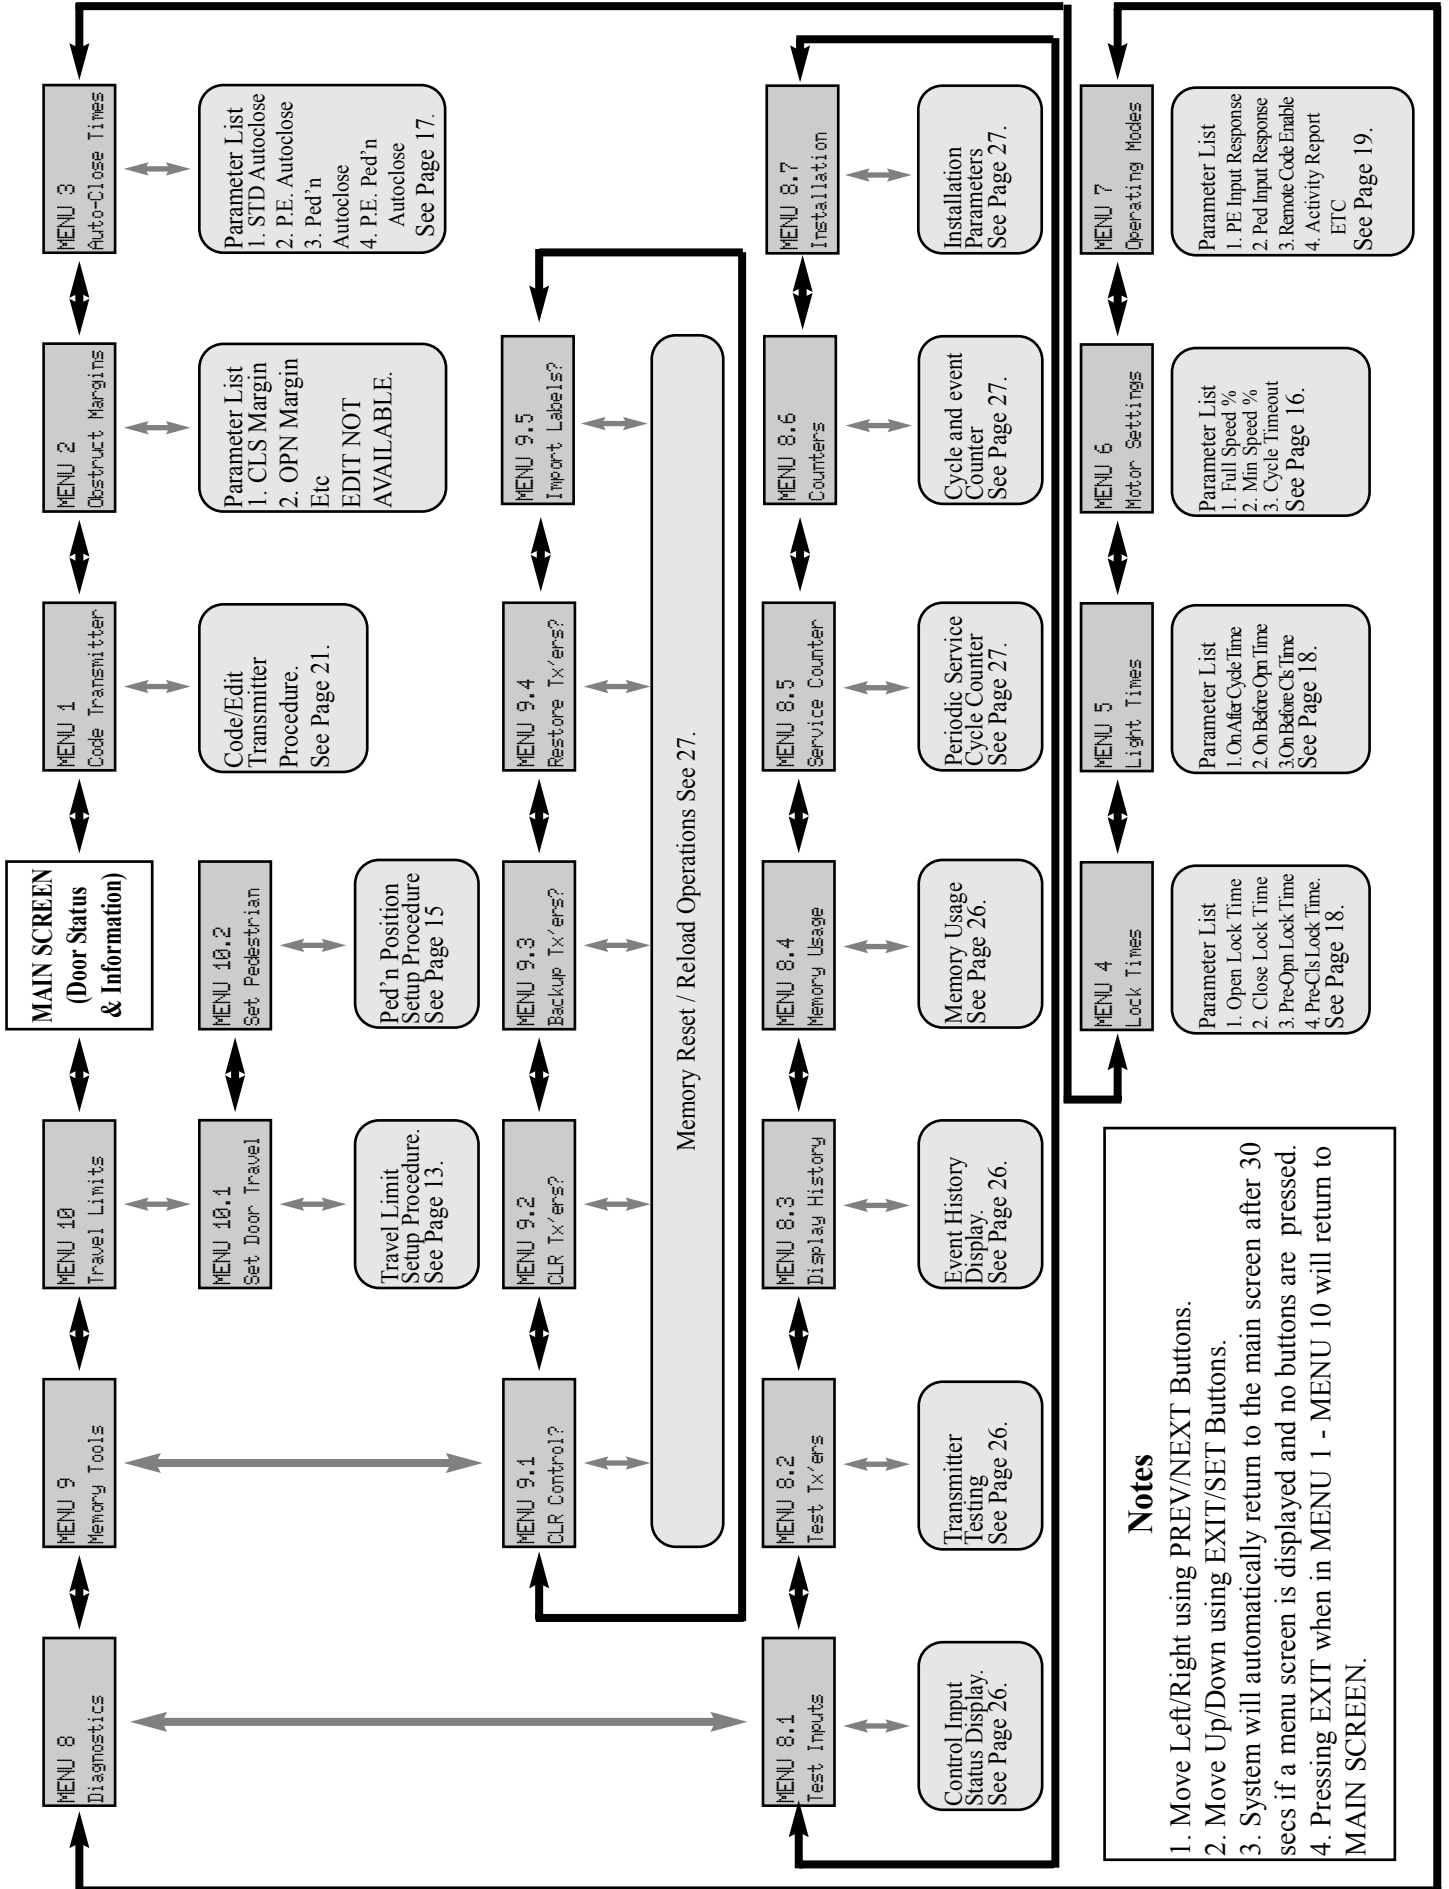 MENU 8
Diagnostics
MENU 9
Memory Tools
MENU 10
Travel Limits
MAIN SCREEN
(Door Status
& Information)
MENU 1
Code Transmitter
MENU 2
Obstruct Margins
MENU 3
Auto-Close Times
MENU 10.1
Set Door Travel
MENU 10.2
Set Pedestrian
Code/Edit
Transmitter
Procedure.
See Page 21.
Parameter List
1. CLS Margin
2. OPN Margin
Etc
EDIT NOT
AVAILABLE.
Parameter List
1. STD Autoclose
2. P.E. Autoclose
3. Ped'n
Autoclose
4. P.E. Ped'n
Autoclose
See Page 17.
Travel Limit
Setup Procedure.
See Page 13.
Ped'n Position
Setup Procedure
See Page 15
MENU 9.1
CLR Control?
MENU 9.2
CLR Tx'ers?
MENU 9.3
Backup Tx'ers?
MENU 9.4
Restore Tx'ers?
MENU 9.5
Import Labels?
Memory Reset / Reload Operations See 27.
MENU 8.1
Test Inputs
MENU 8.2
Test Tx'ers
MENU 8.3
Display History
MENU 8.4
Memory Usage
MENU 8.5
Service Counter
MENU 8.6
Counters
MENU 8.7
Installation
Control Input
Status Display.
See Page 26.
Transmitter
Testing
See Page 26.
Event History
Display.
See Page 26.
Memory Usage
See Page 26.
Periodic Service
Cycle Counter
See Page 27.
Cycle and event
Counter
See Page 27.
Installation
Parameters
See Page 27.
MENU 4
Lock Times
MENU 5
Light Times
MENU 6
Motor Settings
MENU 7
Operating Modes
Parameter List
1. Open Lock Time
2. Close Lock Time
3. Pre-Opn Lock Time
4. Pre-Cls Lock Time.
See Page 18.
Parameter List
1.On After Cycle Time
2.On Before Opn Time
3.On Before Cls Time
See Page 18.
Parameter List
1. Full Speed %
2. Min Speed %
3. Cycle Timeout
See Page 16.
Parameter List
1. PE Input Response
2. Ped Input Response
3. Remote Code Enable
4. Activity Report
ETC
See Page 19.
Notes
1. Move Left/Right using PREV/NEXT Buttons.
2. Move Up/Down using EXIT/SET Buttons.
3. System will automatically return to the main screen after 30
secs if a menu screen is displayed and no buttons are pressed.
4. Pressing EXIT when in MENU 1 - MENU 10 will return to
MAIN SCREEN.